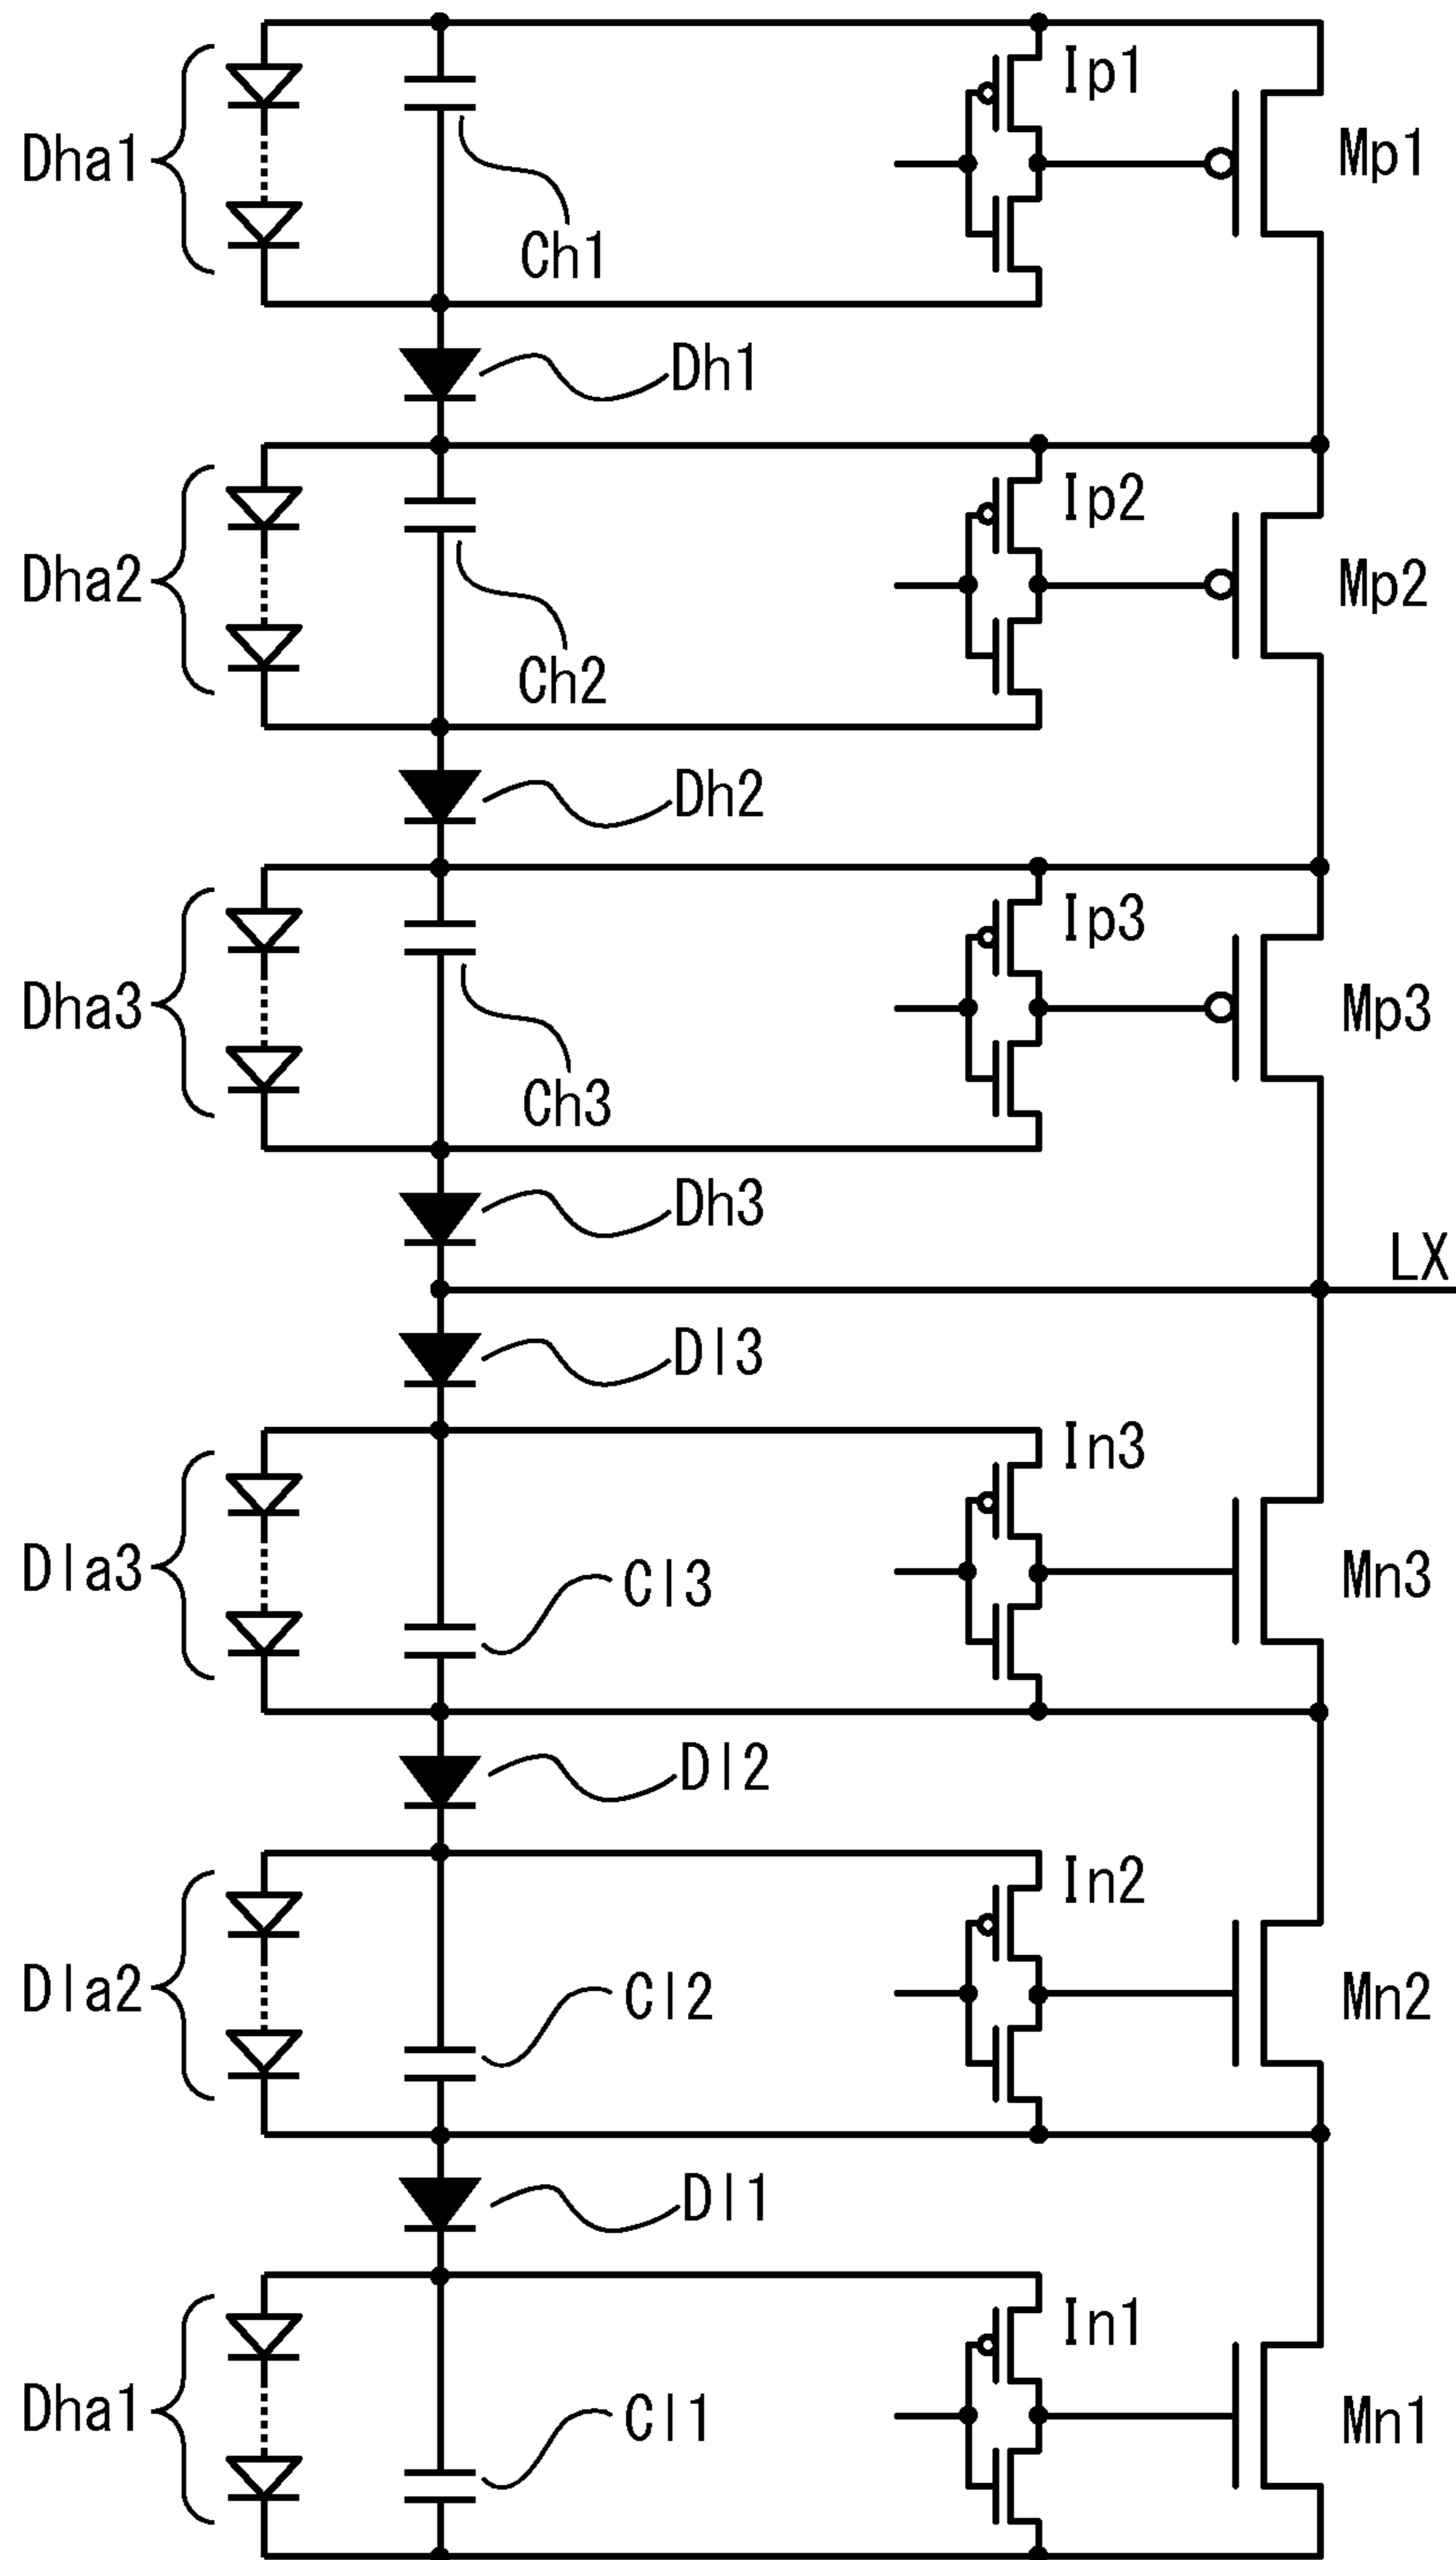 Ip1
Dha1
Mp1
Ch1
Dh1
Ip2
Dha2
Mp2
Ch2
Dh2
Ip3
Dha3
Mp3
Ch3
Dh3
LX
Dl3
In3
Dla3
Cl3
Mn3
Dl2
In2
Dla2
Cl2
Mn2
Dl1
In1
Dha1
Cl1
Mn1